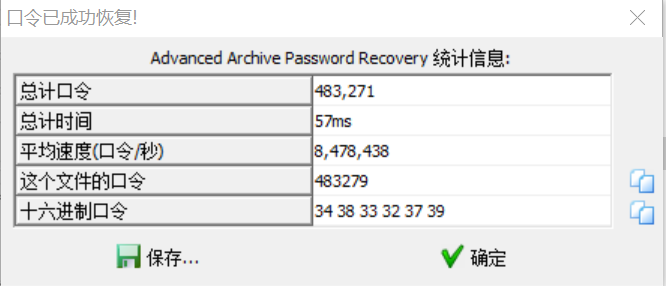 口令已成功恢复!
Advanced Archive Password Recovery 统计信息:
总计口令 483,271
总计时间 57ms
平均速度(口令/秒) 8,478,438
这个文件的口令 483279
十六进制口令 34 38 33 32 37 39
保存... 确定